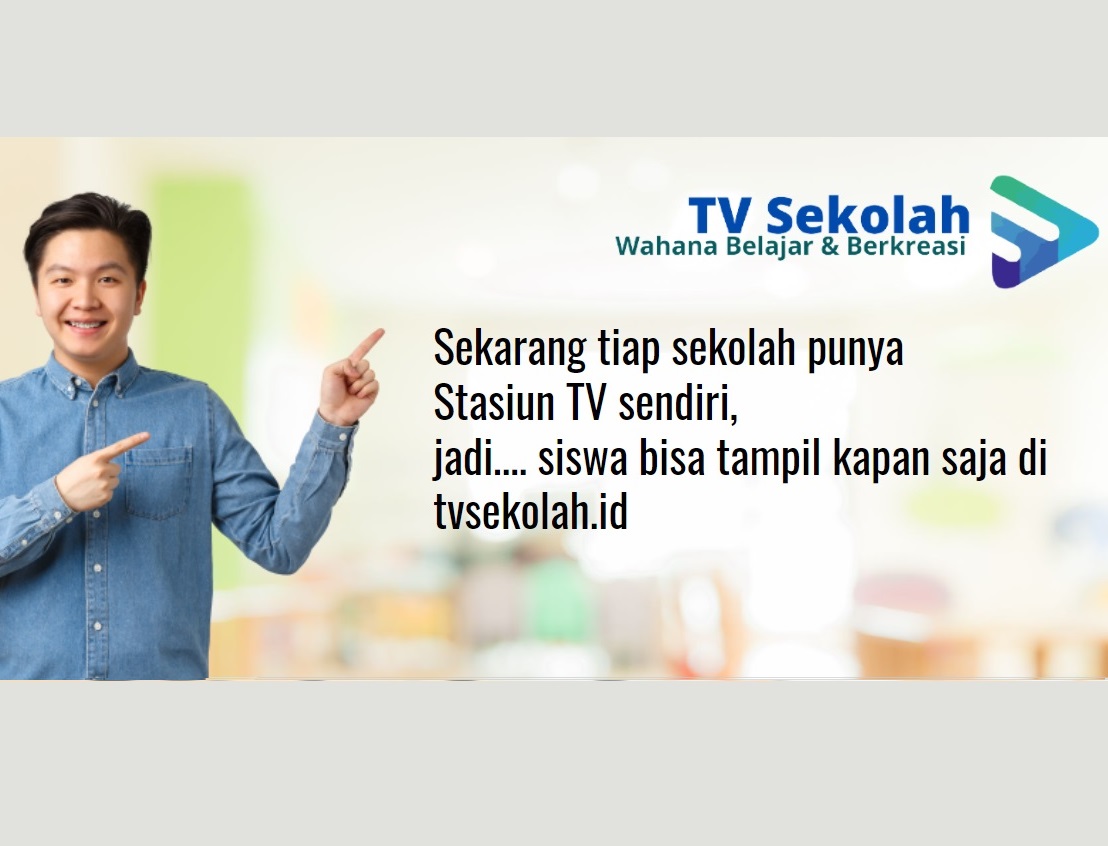 TV Sekolah
Wahana Belajar & Berkreasi
Sekarang tiap sekolah punya
Stasiun TV sendiri,
jadi.... siswa bisa tampil kapan saja di
tvsekolah.id